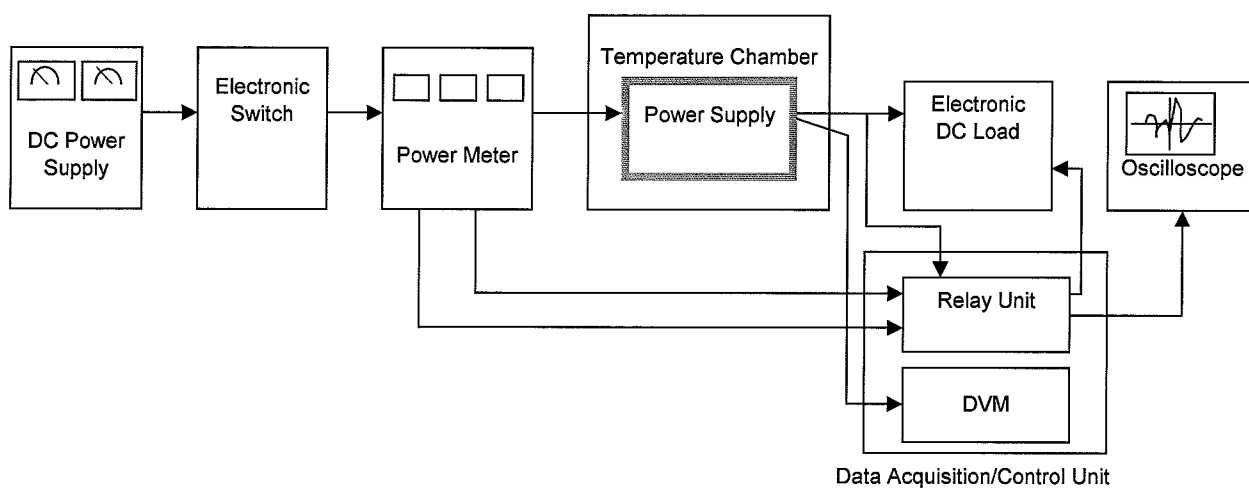 DC Power
Supply
Electronic
Switch
Power Meter
Temperature Chamber
Power Supply
Electronic
DC Load
Oscilloscope
Relay Unit
DVM
Data Acquisition/Control Unit